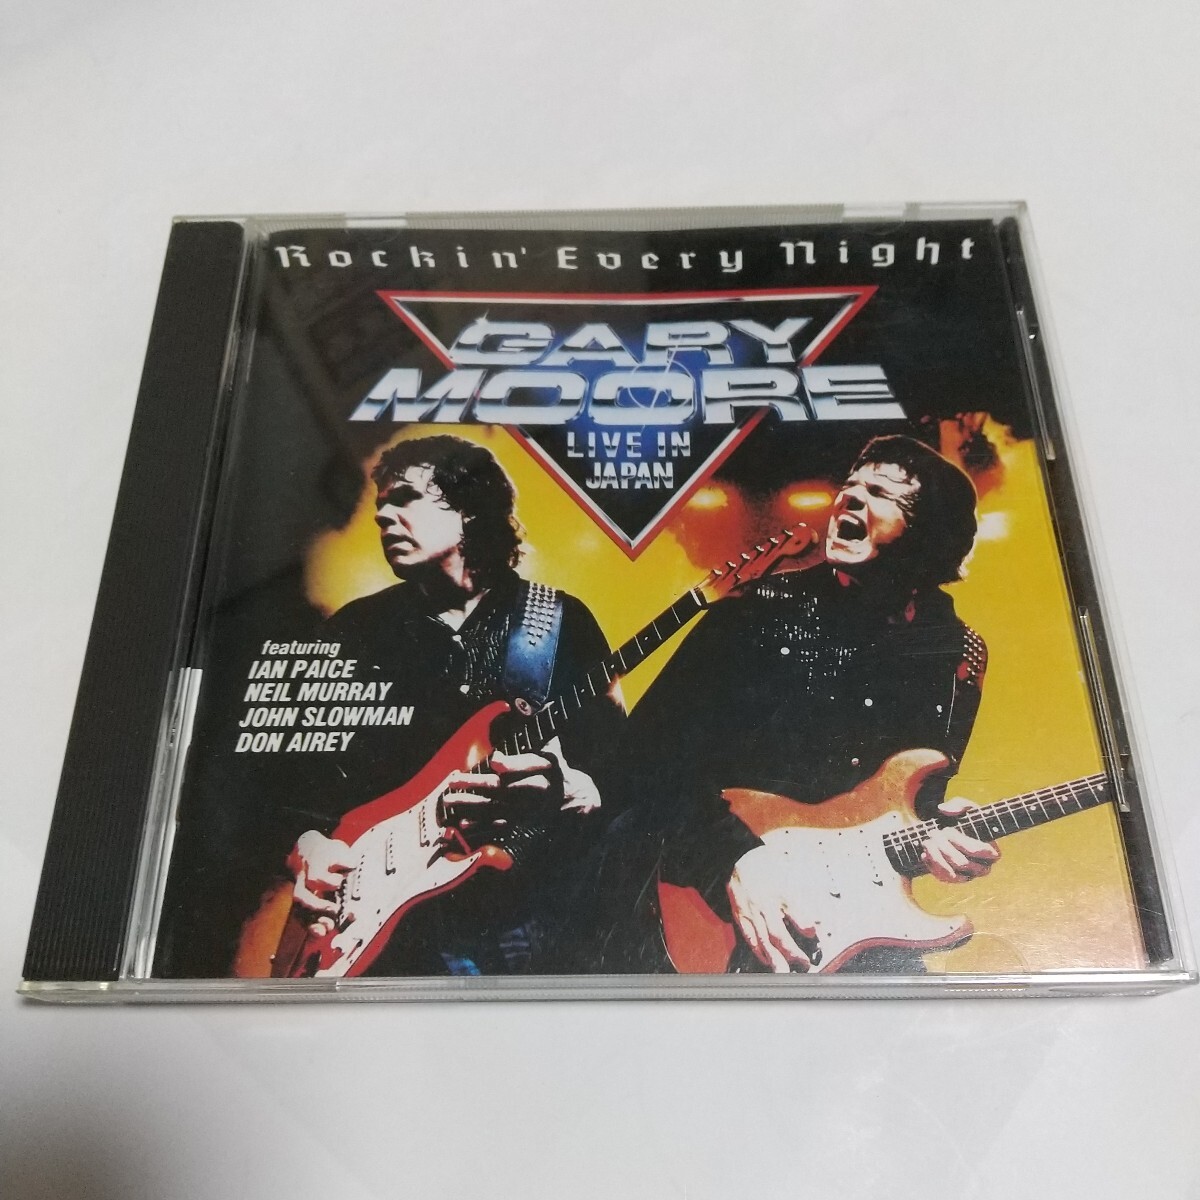 Rockin' Every Night
GARY
MOORE
LIVE IN
JAPAN
featuring
IAN PAICE
NEIL MURRAY
JOHN SLOWMAN
DON AIREY